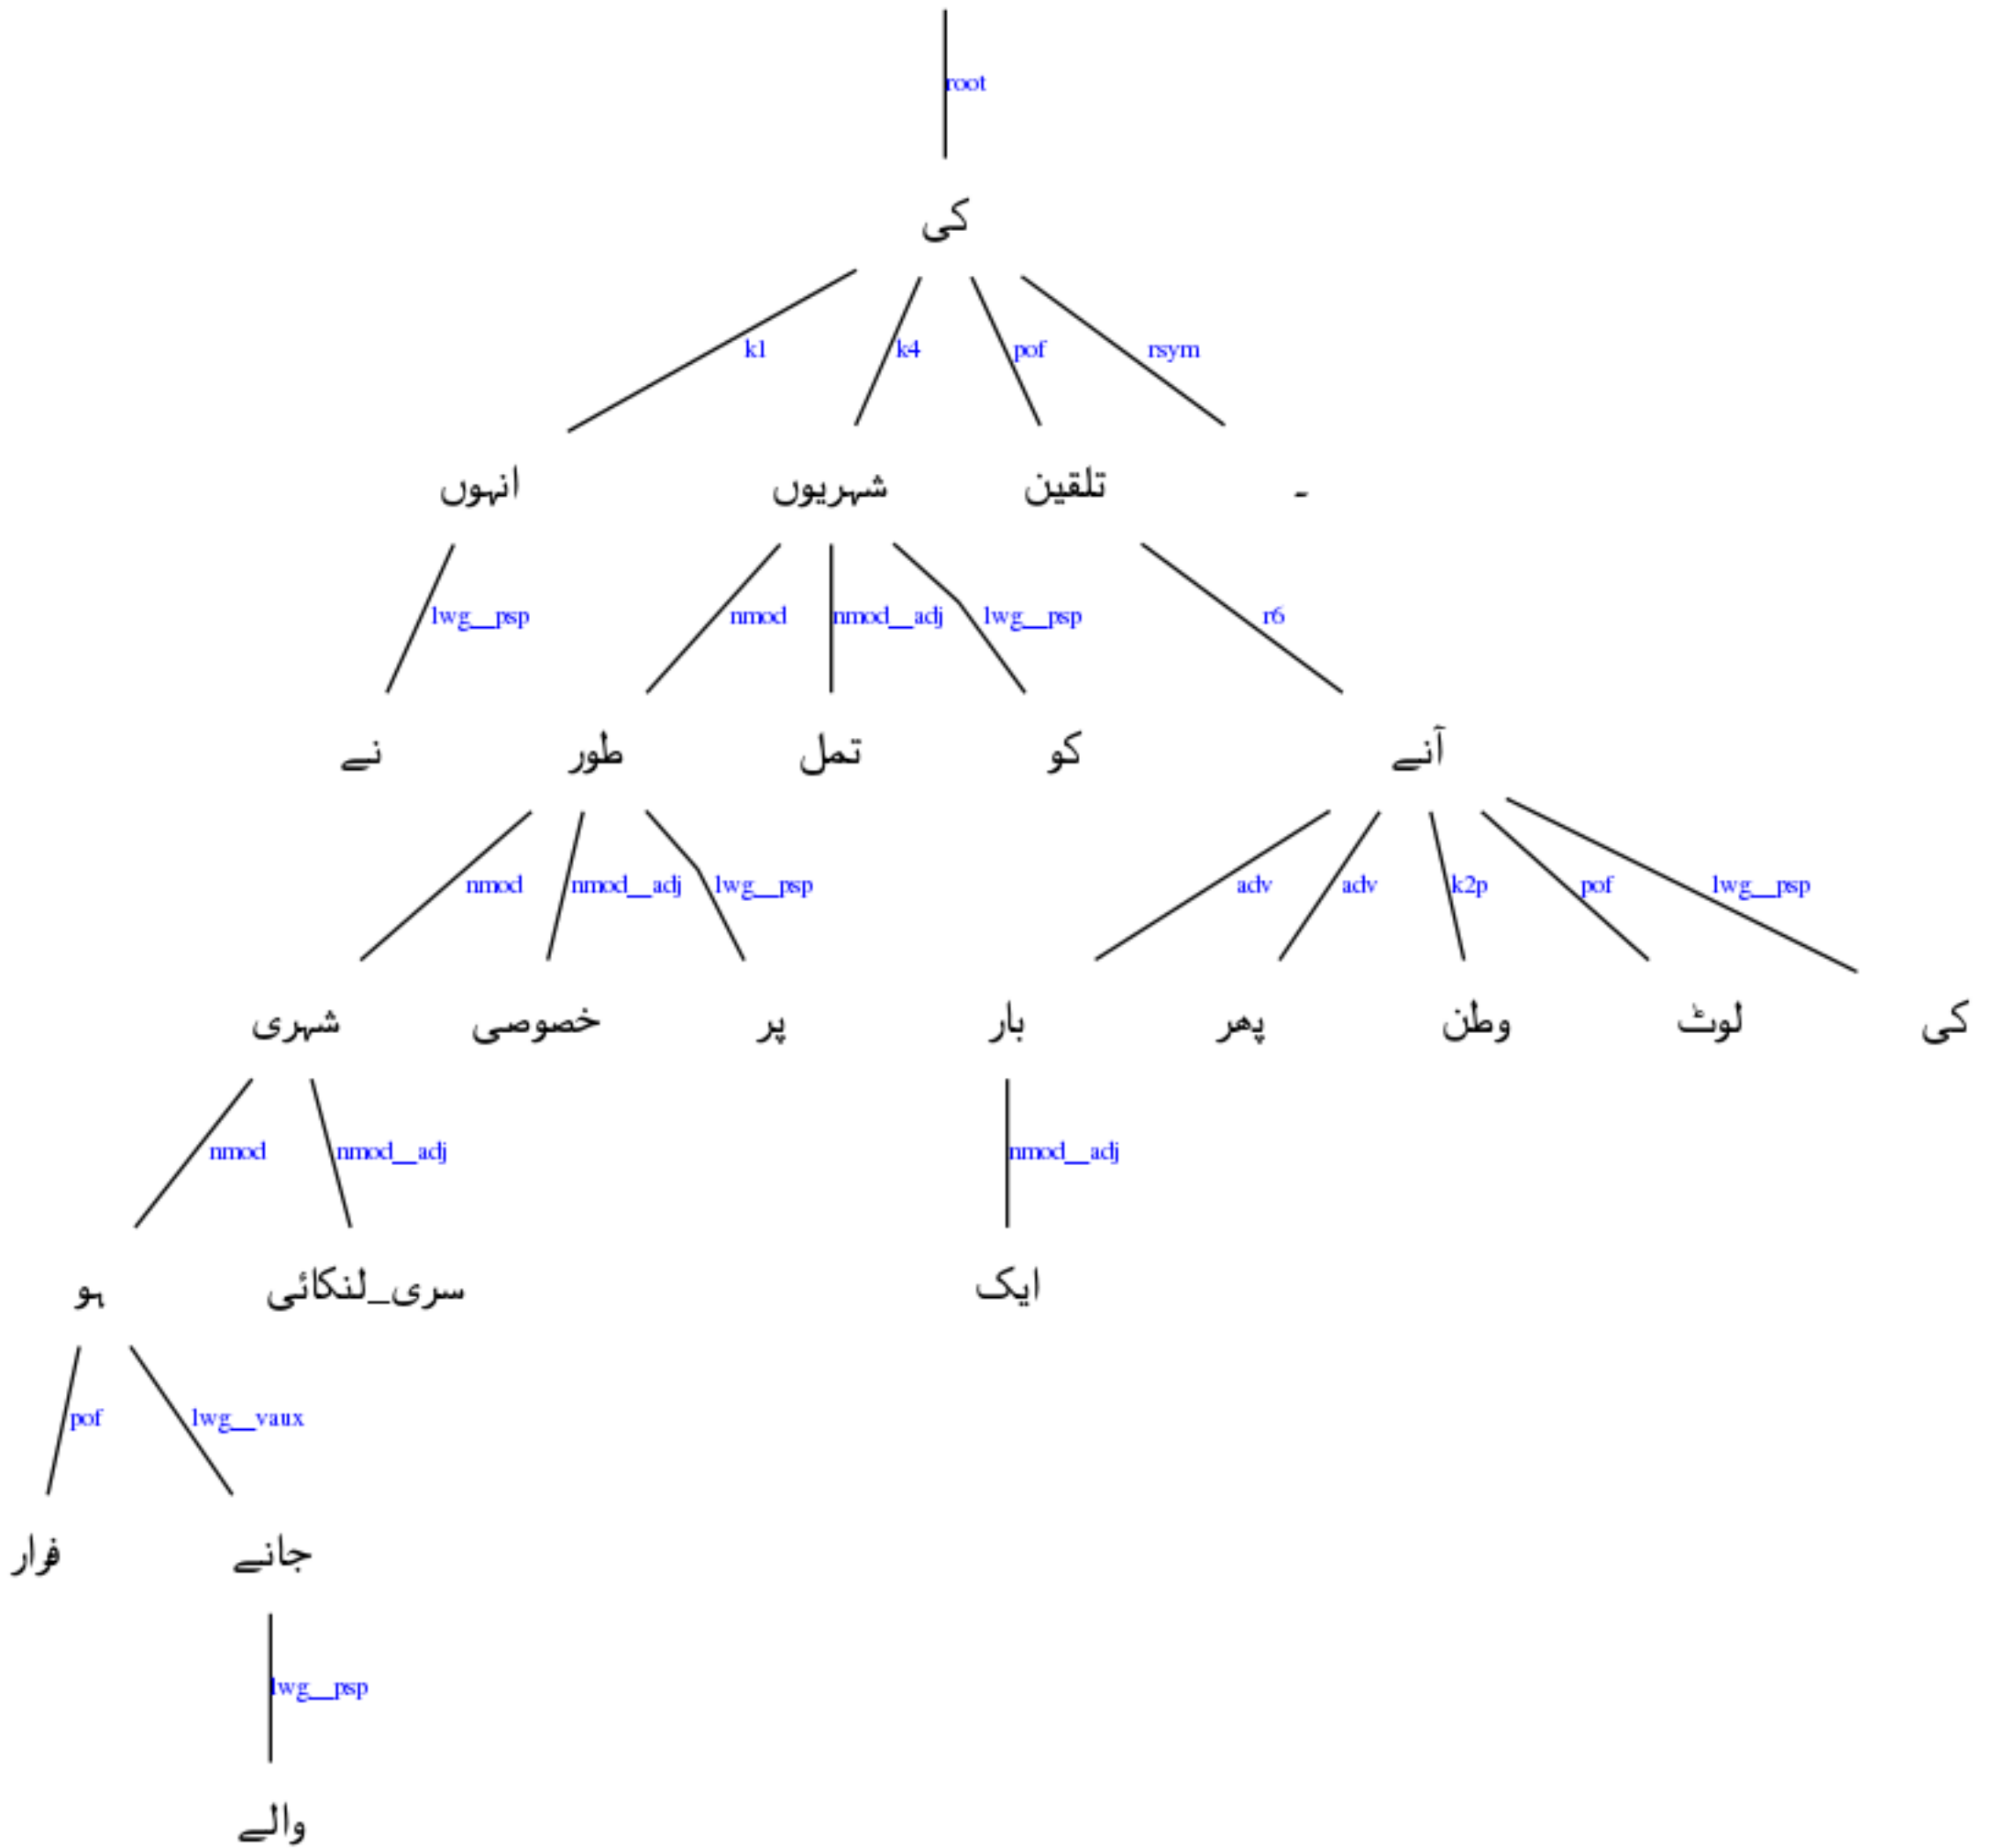 root
کی
k1 k4 pof rsym
انہوں شہریوں تلقین ۔
lwg__psp nmod nmod__adj lwg__psp r6
نے طور تمل کو آنے
nmod nmod__adj lwg__psp adv adv k2p pof lwg__psp
شہری خصوصی پر بار پھر وطن لوٹ کی
nmod nmod__adj nmod__adj
ہو سری_لنکائی ایک
pof lwg__vaux
فرار جانے
lwg__psp
والے